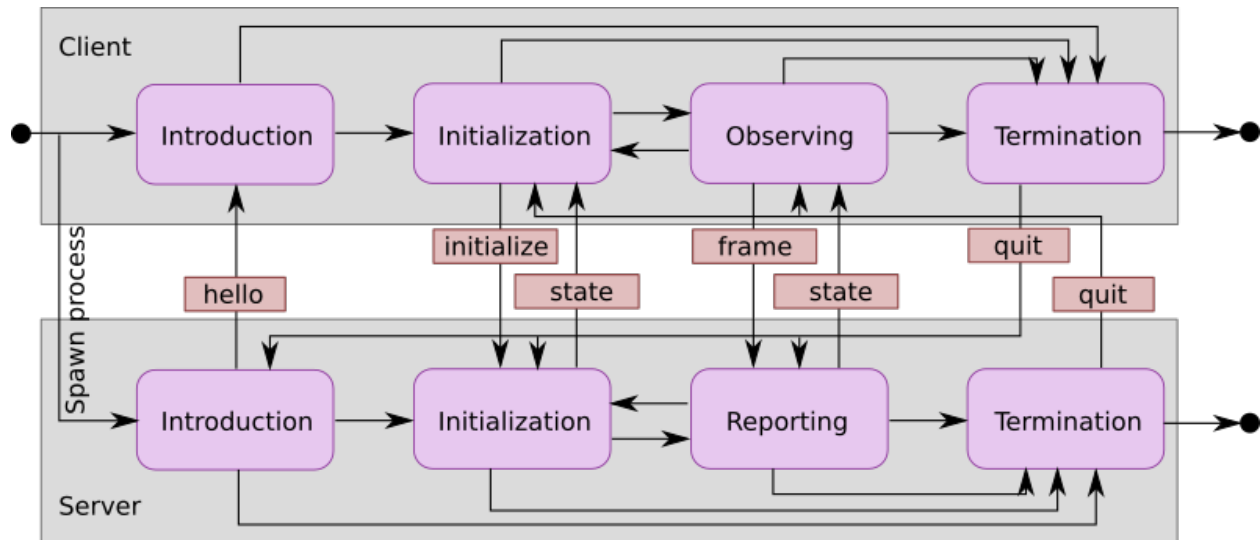 Client
Introduction
Initialization
Observing
Termination
Spawn process
initialize
frame
quit
hello
state
state
quit
Introduction
Initialization
Reporting
Termination
Server